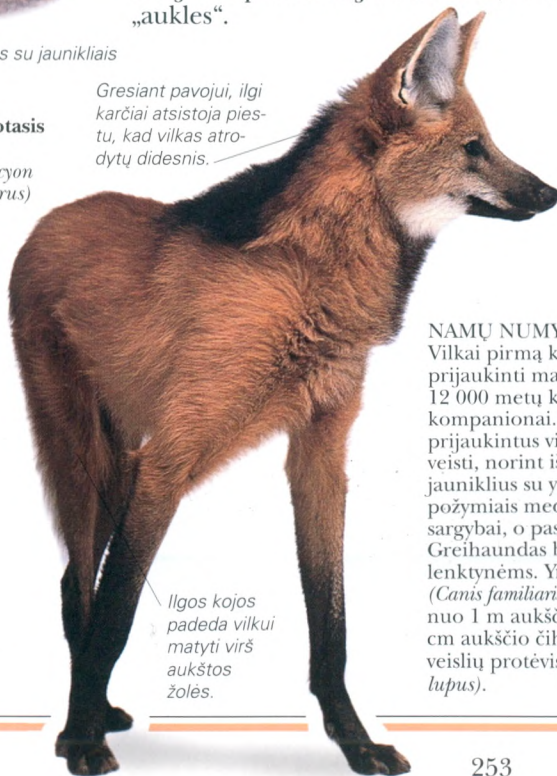 „auklės“.
s su jaunikliais
otasis
cyon
rus)
Gresiant pavojui, ilgi
karčiai atsistoja pies-
tu, kad vilkas atro-
dytų didesnis.
NAMŲ NUMY
Vilkai pirmą k
prijaukinti ma
12 000 metų k
kompanionai.
prijaukintus vi
veisti, norint iš
jauniklius su y
požymiais med
sargybai, o pas
Greihaundas b
lenktynėms. Y
(Canis familiari
nuo 1 m aukšč
cm aukščio čih
veislių protėvis
lupus).
Ilgos kojos
padeda vilkui
matyti virš
aukštos
žolės.
253